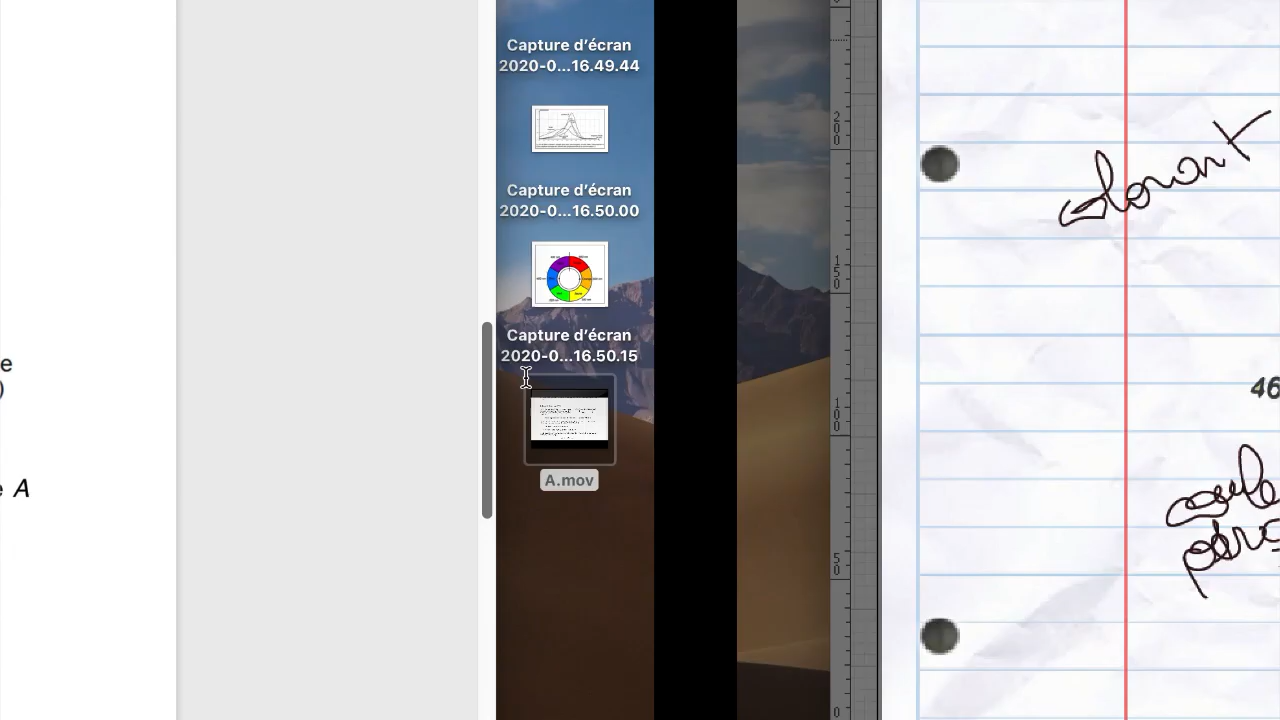 e
)
e A
Capture d’écran
2020-0...16.49.44
Capture d’écran
2020-0...16.50.00
Capture d’écran
2020-0...16.50.15
A.mov
200
150
100
50
0
colorant
46